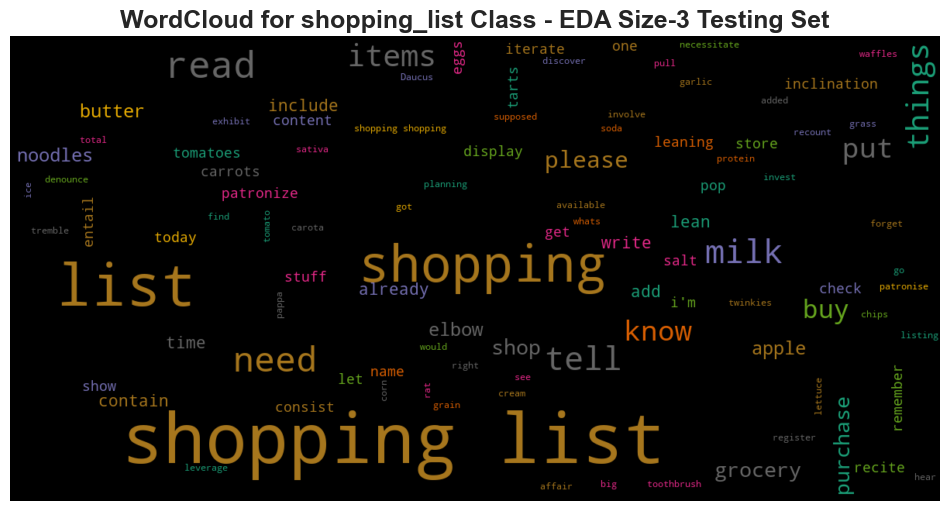 WordCloud for shopping_list Class - EDA Size-3 Testing Set
read
items
Daucus
eggs
iterate
discover
one
necessitate
pull
waffles
things
tarts
garlic
inclination
butter
include
content
exhibit
added
shopping shopping
supposed
involve
soda
leaning
store
recount
grass
put
total
noodles
tomatoes
sativa
display
please
protein
carrots
denounce
ice
patronize
planning
pop
invest
entail
find
tomato
got
available
whats
lean
forget
tremble
today
carota
get
write
milk
salt
shopping
list
stuff
already
go
check
patronise
pappa
add
i'm
twinkies
buy
chips
elbow
know
listing
time
need
would
shop
tell
apple
right
let
name
see
show
corn
rat
cream
lettuce
remember
contain
consist
grain
shopping list
purchase
register
leverage
grocery
recite
hear
affair
big
toothbrush